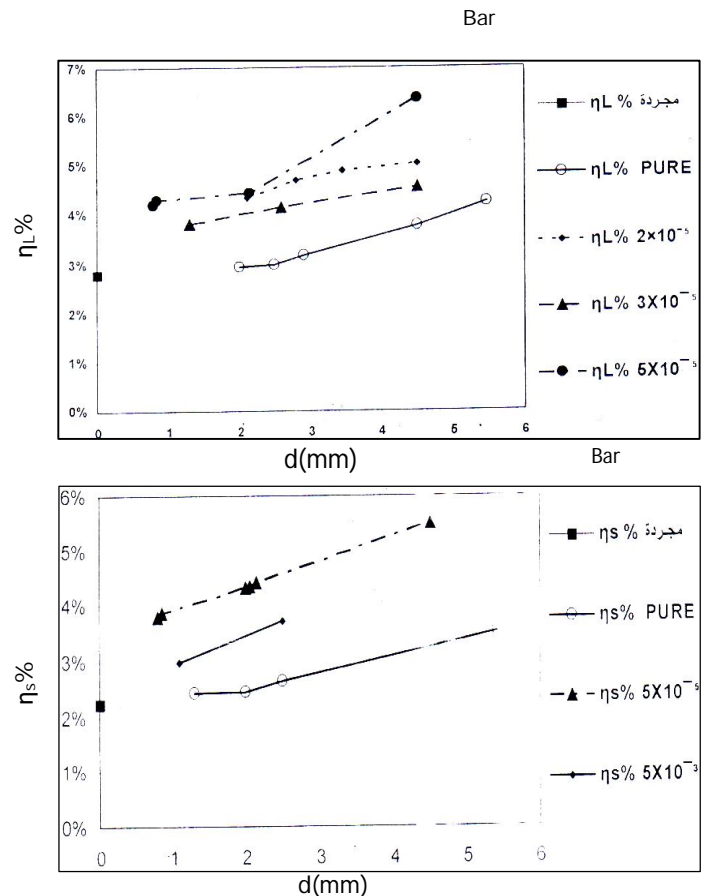 Bar
7%
6%
5%
4%
3%
2%
1%
0%
ηL%
0 1 2 3 4 5 6
d(mm)
ηL % مجردة
ηL% PURE
ηL% 2×10⁻⁵
ηL% 3X10⁻⁵
ηL% 5X10⁻⁵
Bar
6%
5%
4%
3%
2%
1%
0%
ηs%
0 1 2 3 4 5 6
d(mm)
ηs % مجردة
ηs% PURE
ηs% 5X10⁻⁵
ηs% 5X10⁻³